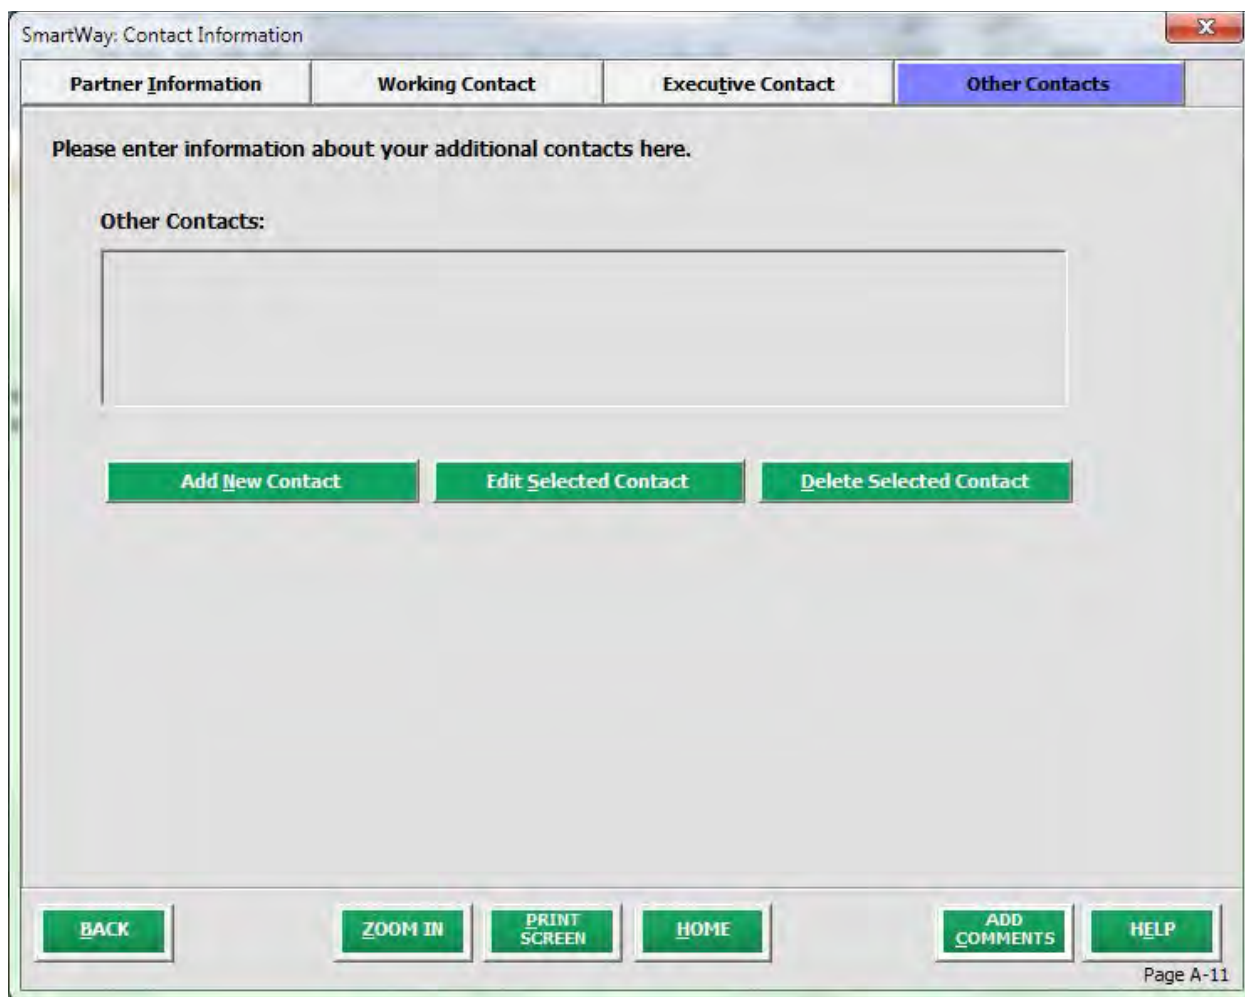 SmartWay: Contact Information
X
Partner Information
Working Contact
Executive Contact
Other Contacts
Please enter information about your additional contacts here.
Other Contacts:
Add New Contact
Edit Selected Contact
Delete Selected Contact
BACK
ZOOM IN
PRINT
SCREEN
HOME
ADD
COMMENTS
HELP
Page A-11